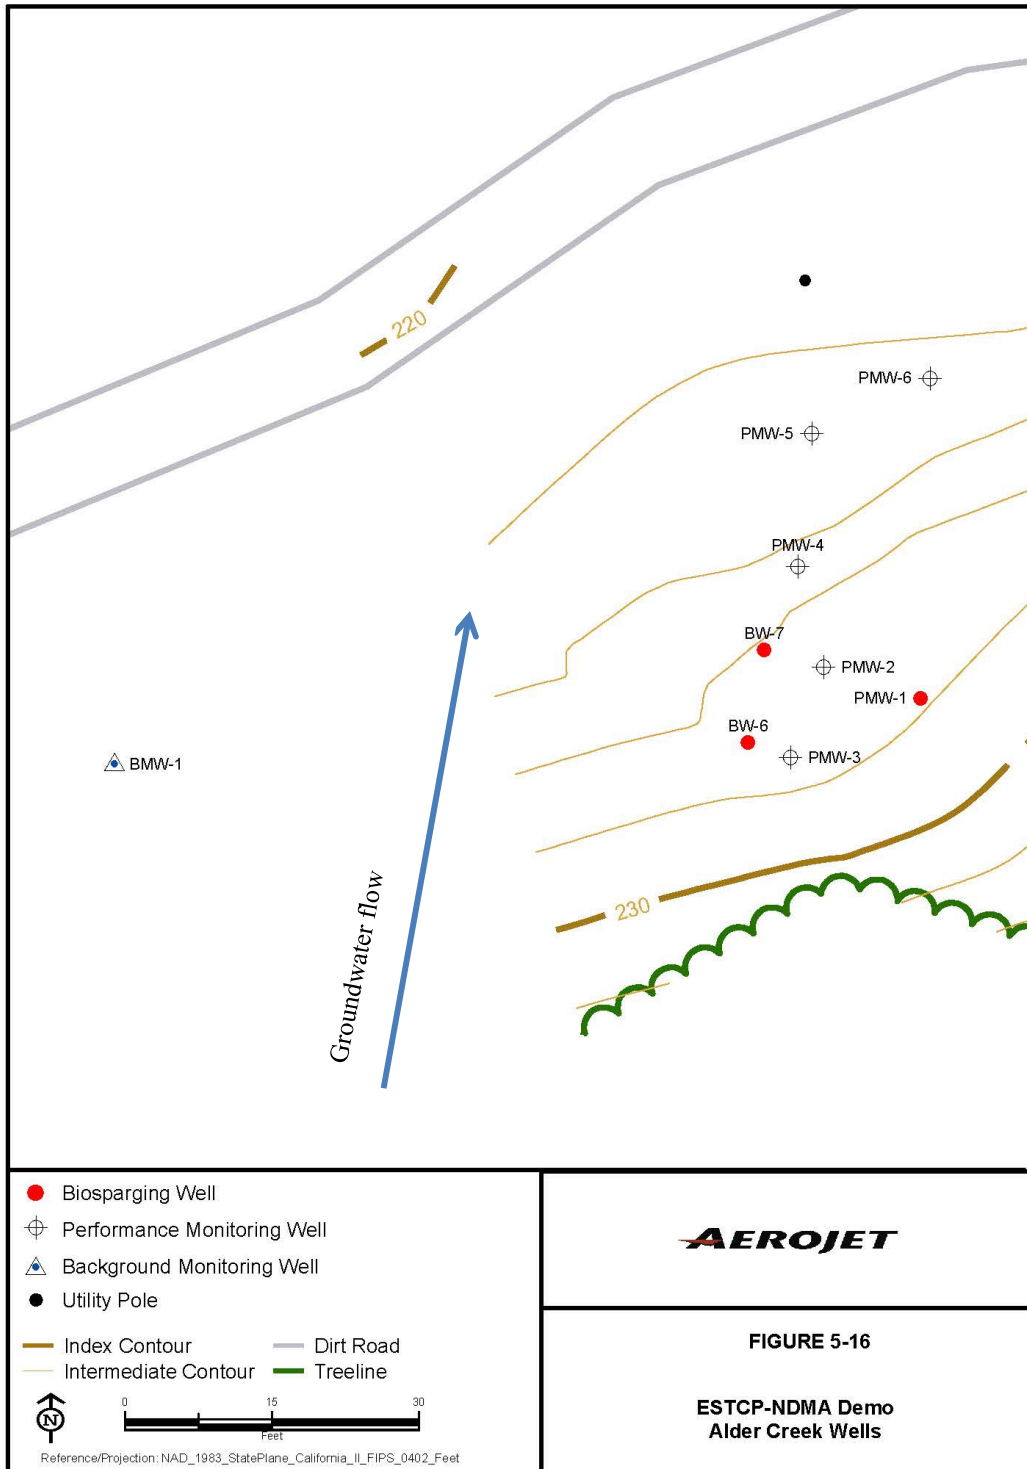 220
PMW-6
PMW-5
PMW-4
BW-7
PMW-2
PMW-1
BW-6
PMW-3
BMW-1
Groundwater flow
230
Biosparging Well
Performance Monitoring Well
Background Monitoring Well
Utility Pole
Index Contour
Dirt Road
Intermediate Contour
Treeline
N
0 15 30
Feet
Reference/Projection: NAD_1983_StatePlane_California_II_FIPS_0402_Feet
AEROJET
FIGURE 5-16
ESTCP-NDMA Demo
Alder Creek Wells